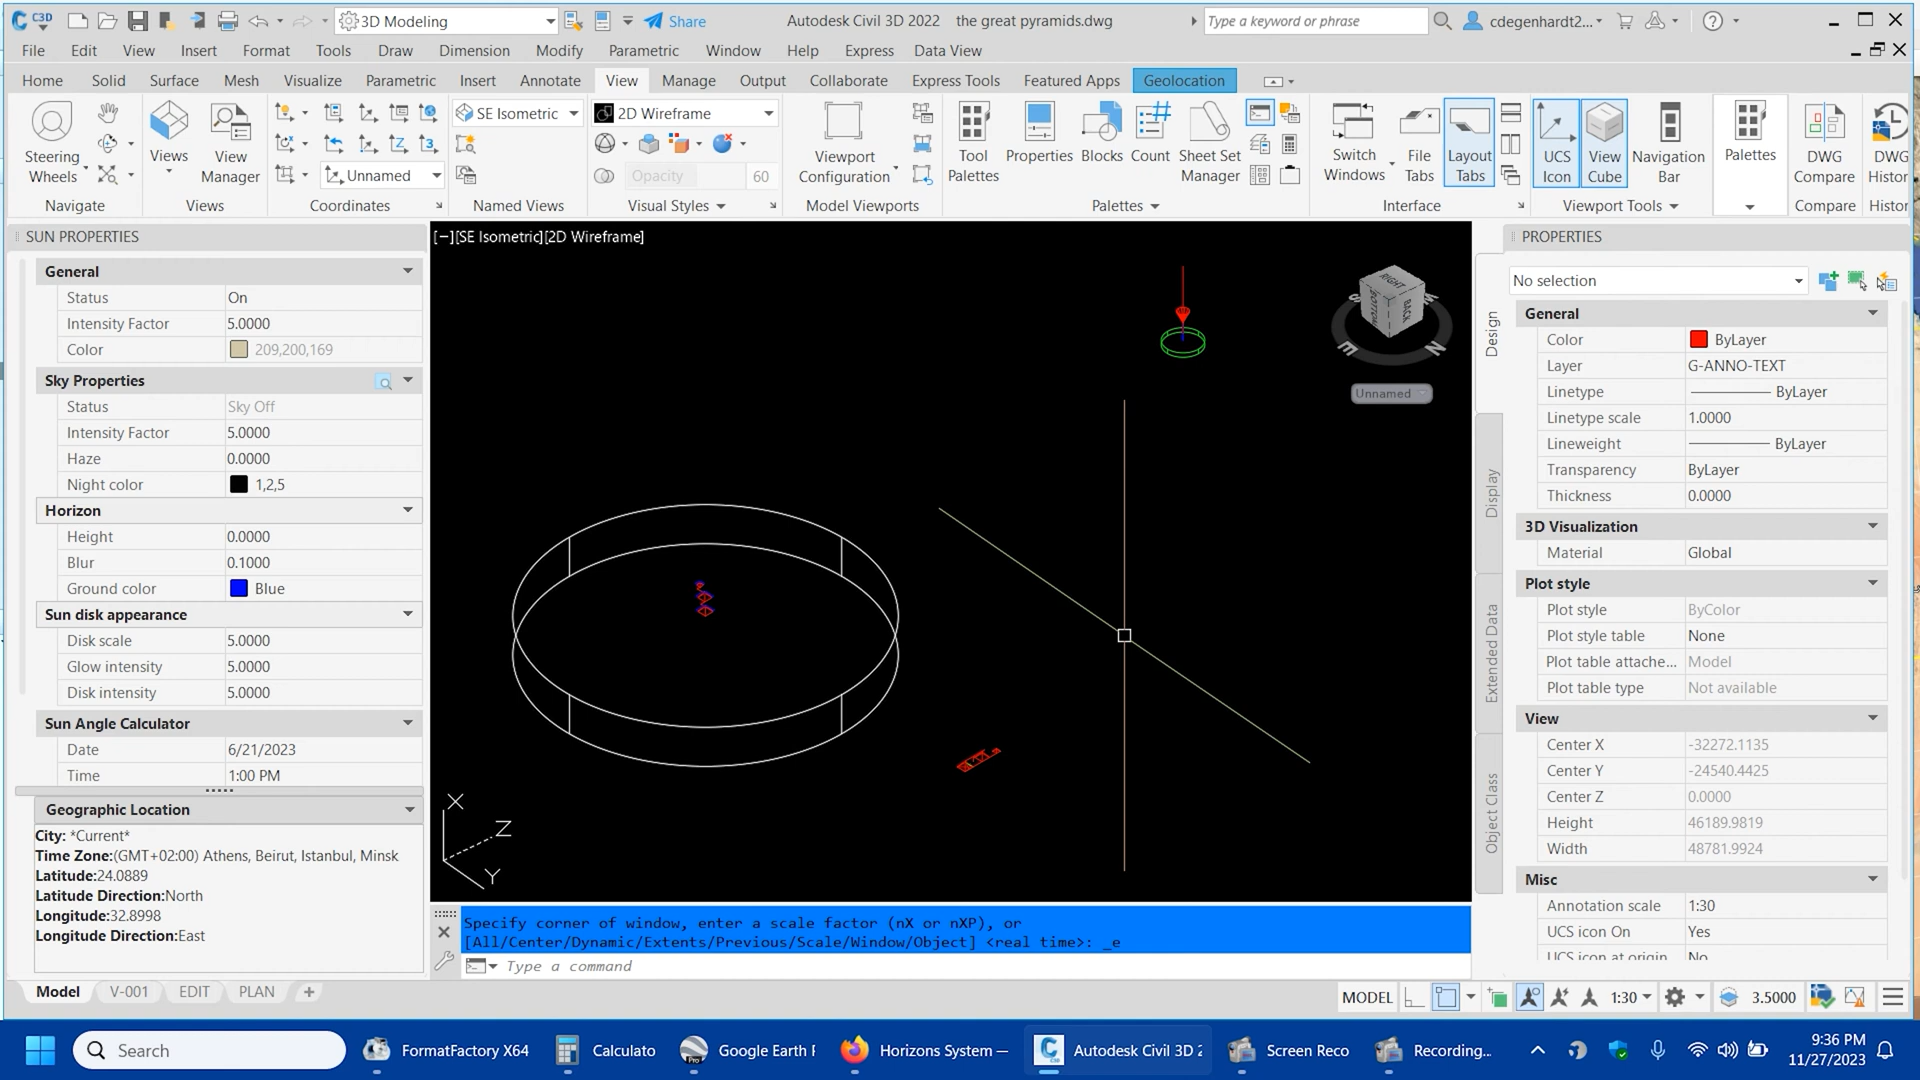 C3D 3D Modeling Share Autodesk Civil 3D 2022 the great pyramids.dwg Type a keyword or phrase cdegenhardt2...
File Edit View Insert Format Tools Draw Dimension Modify Parametric Window Help Express Data View
Home Solid Surface Mesh Visualize Parametric Insert Annotate View Manage Output Collaborate Express Tools Featured Apps Geolocation
SE Isometric 2D Wireframe
Steering Wheels Views View Manager Unnamed Opacity 60 Viewport Configuration Tool Palettes Properties Blocks Count Sheet Set Manager Switch Windows File Tabs Layout Tabs UCS Icon View Cube Navigation Bar Palettes DWG Compare DWG Histor
Navigate Views Coordinates Named Views Visual Styles Model Viewports Palettes Interface Viewport Tools Compare Histor
SUN PROPERTIES
General
Status On
Intensity Factor 5.0000
Color 209,200,169
Sky Properties
Status Sky Off
Intensity Factor 5.0000
Haze 0.0000
Night color 1,2,5
Horizon
Height 0.0000
Blur 0.1000
Ground color Blue
Sun disk appearance
Disk scale 5.0000
Glow intensity 5.0000
Disk intensity 5.0000
Sun Angle Calculator
Date 6/21/2023
Time 1:00 PM
Geographic Location
City: *Current*
Time Zone:(GMT+02:00) Athens, Beirut, Istanbul, Minsk
Latitude:24.0889
Latitude Direction:North
Longitude:32.8998
Longitude Direction:East
[−][SE Isometric][2D Wireframe]
RIGHT
BACK
E
N
Unnamed
X
Z
Y
Specify corner of window, enter a scale factor (nX or nXP), or
[All/Center/Dynamic/Extents/Previous/Scale/Window/Object] <real time>: _e
Type a command
PROPERTIES
No selection
Design
Display
Extended Data
Object Class
General
Color ByLayer
Layer G-ANNO-TEXT
Linetype ByLayer
Linetype scale 1.0000
Lineweight ByLayer
Transparency ByLayer
Thickness 0.0000
3D Visualization
Material Global
Plot style
Plot style ByColor
Plot style table None
Plot table attache... Model
Plot table type Not available
View
Center X -32272.1135
Center Y -24540.4425
Center Z 0.0000
Height 46189.9819
Width 48781.9924
Misc
Annotation scale 1:30
UCS icon On Yes
UCS icon at origin No
Model V-001 EDIT PLAN +
MODEL 1:30 3.5000
Search FormatFactory X64 Calculato Google Earth F Horizons System — Autodesk Civil 3D 2 Screen Reco Recording... 9:36 PM
11/27/2023